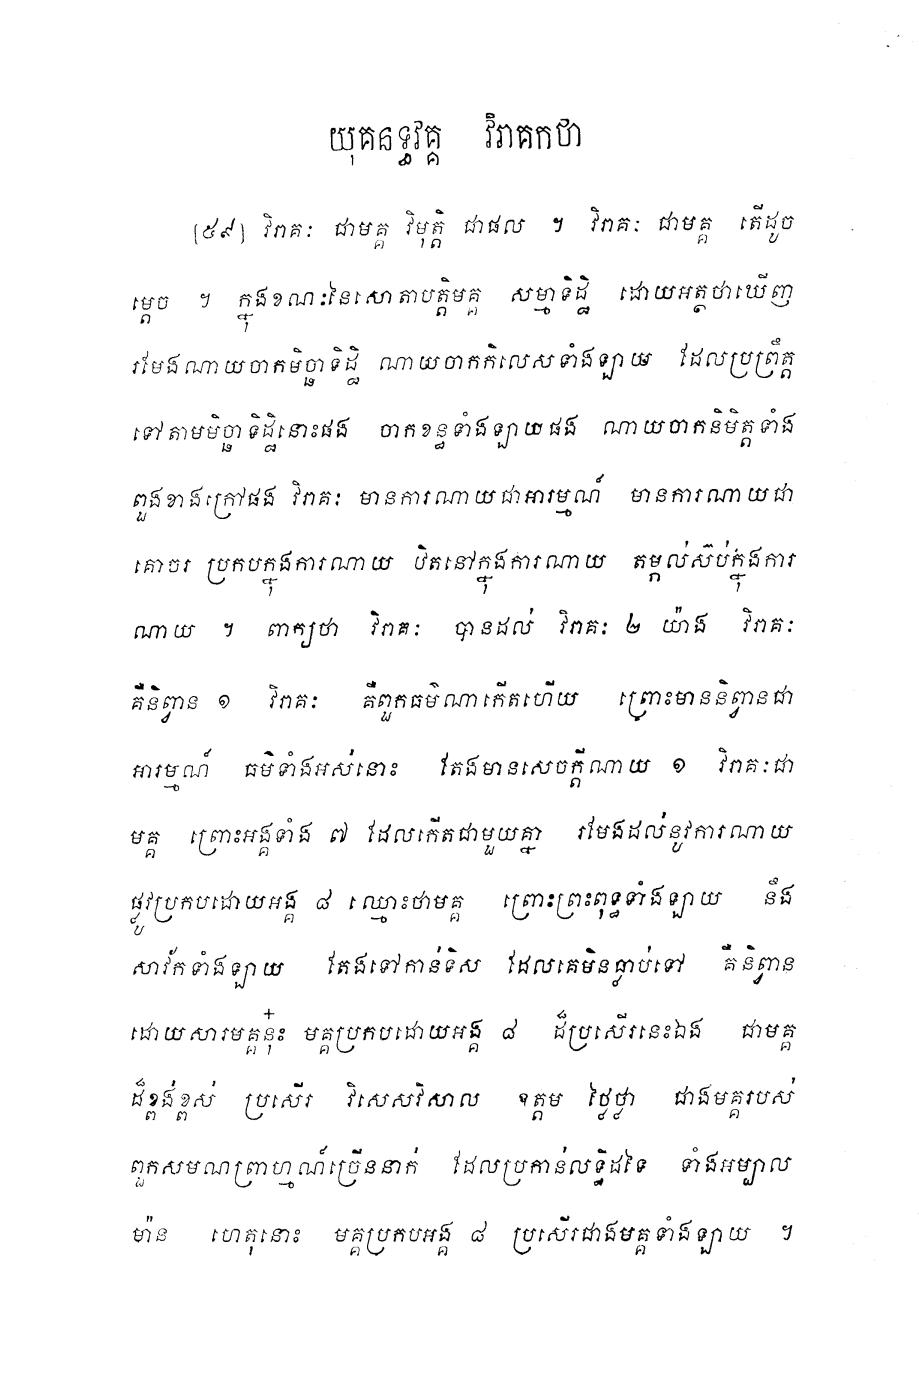 យុគនទ្ធវគ្គ វិរាគកថា
[៥៩] វិរាគៈ ជាមគ្គ វិមុត្តិ ជាផល ។ វិរាគៈ ជាមគ្គ តើដូច
ម្តេច ។ ក្នុងខណៈនៃសោតាបត្តិមគ្គ សម្មាទិដ្ឋិ ដោយអត្ថថាឃើញ
រមែងណាយចាកមិច្ឆាទិដ្ឋិ ណាយចាកកិលេសទាំងឡាយ ដែលប្រព្រឹត្ត
ទៅតាមមិច្ឆាទិដ្ឋិនោះផង ចាកខន្ធទាំងឡាយផង ណាយចាកនិមិត្តទាំង
ពួងខាងក្រៅផង វិរាគៈ មានការណាយជាអារម្មណ៍ មានការណាយជា
គោចរ ប្រកបក្នុងការណាយ ឋិតនៅក្នុងការណាយ តម្កល់ស៊ប់ក្នុងការ
ណាយ ។ ពាក្យថា វិរាគៈ បានដល់ វិរាគៈ ២ យ៉ាង វិរាគៈ
គឺនិព្វាន ១ វិរាគៈ គឺពួកធម៌ណាកើតហើយ ព្រោះមាននិព្វានជា
អារម្មណ៍ ធម៌ទាំងអស់នោះ តែងមានសេចក្តីណាយ ១ វិរាគៈជា
មគ្គ ព្រោះអង្គទាំង ៧ ដែលកើតជាមួយគ្នា រមែងដល់នូវការណាយ
ផ្លូវប្រកបដោយអង្គ ៨ ឈ្មោះថាមគ្គ ព្រោះព្រះពុទ្ធទាំងឡាយ នឹង
សាវ័កទាំងឡាយ តែងទៅកាន់ទិស ដែលគេមិនធ្លាប់ទៅ គឺនិព្វាន
ដោយសារមគ្គនុ៎ះ មគ្គប្រកបដោយអង្គ ៨ ដ៏ប្រសើរនេះឯង ជាមគ្គ
ដ៏ខ្ពង់ខ្ពស់ ប្រសើរ វិសេសវិសាល ឧត្តម ថ្លៃថ្លា ជាងមគ្គរបស់
ពួកសមណព្រាហ្មណ៍ច្រើននាក់ ដែលប្រកាន់លទ្ធិដទៃ ទាំងអម្បាល
ម៉ាន ហេតុនោះ មគ្គប្រកបអង្គ ៨ ប្រសើរជាងមគ្គទាំងឡាយ ។